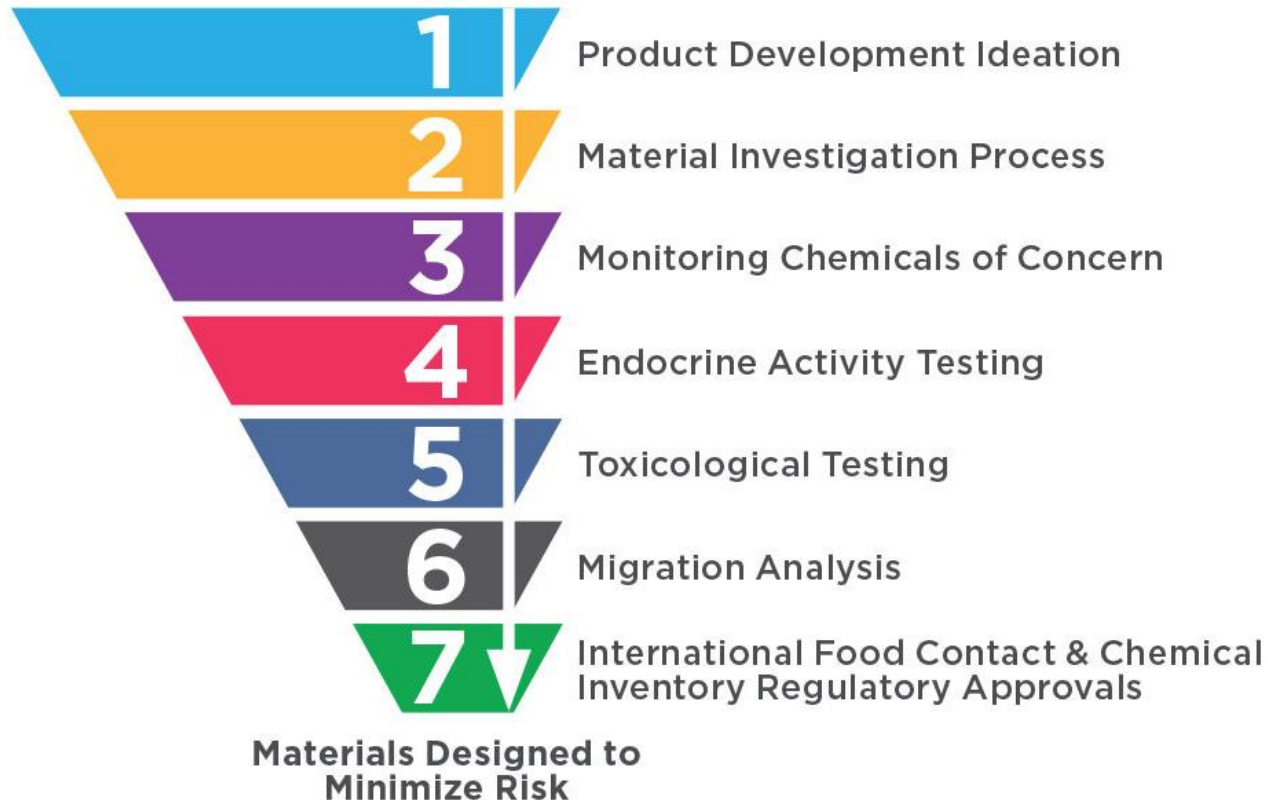 1
Product Development Ideation
2
Material Investigation Process
3
Monitoring Chemicals of Concern
4
Endocrine Activity Testing
5
Toxicological Testing
6
Migration Analysis
7
International Food Contact & Chemical
Inventory Regulatory Approvals
Materials Designed to
Minimize Risk